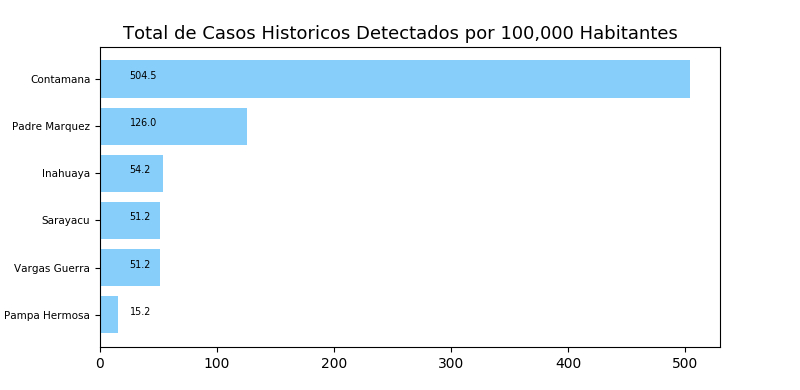 Total de Casos Historicos Detectados por 100,000 Habitantes
Contamana 504.5
Padre Marquez 126.0
Inahuaya 54.2
Sarayacu 51.2
Vargas Guerra 51.2
Pampa Hermosa 15.2
0 100 200 300 400 500